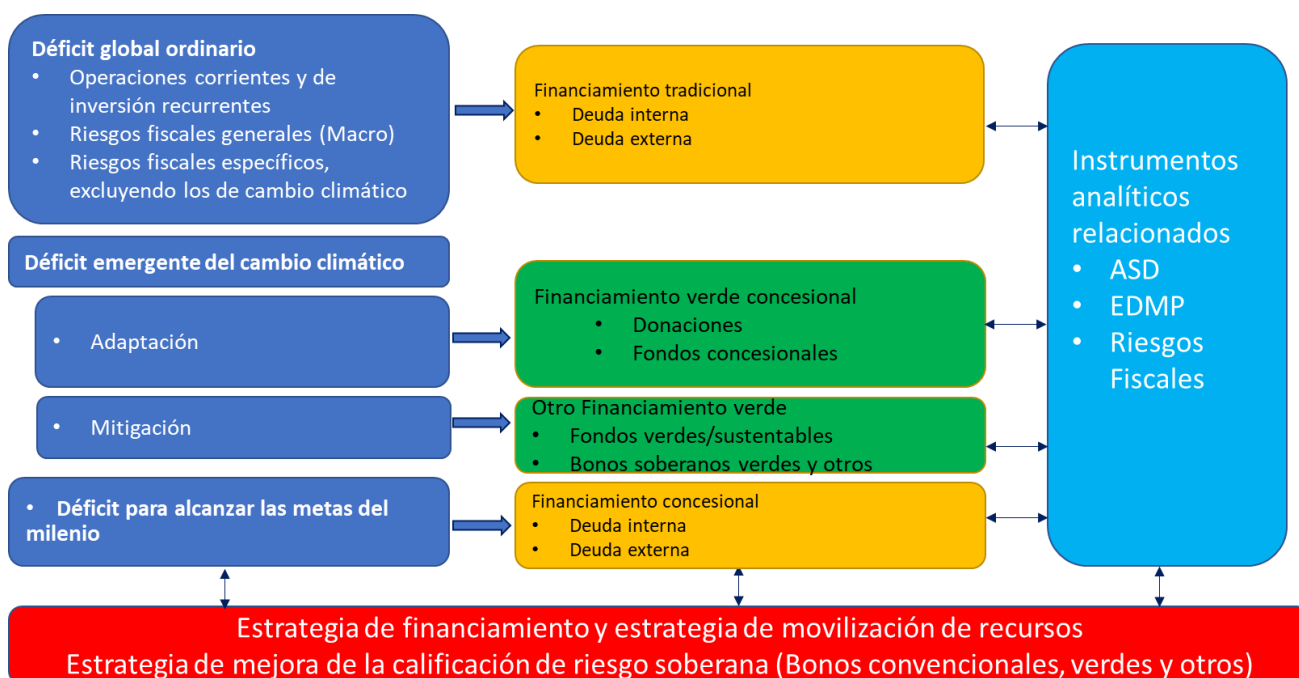 Déficit global ordinario
• Operaciones corrientes y de
inversión recurrentes
• Riesgos fiscales generales (Macro)
• Riesgos fiscales específicos,
excluyendo los de cambio climático
Financiamiento tradicional
• Deuda interna
• Deuda externa
Déficit emergente del cambio climático
• Adaptación
Financiamiento verde concesional
• Donaciones
• Fondos concesionales
• Mitigación
Otro Financiamiento verde
• Fondos verdes/sustentables
• Bonos soberanos verdes y otros
• Déficit para alcanzar las metas del
milenio
Financiamiento concesional
• Deuda interna
• Deuda externa
Instrumentos
analíticos
relacionados
• ASD
• EDMP
• Riesgos
Fiscales
Estrategia de financiamiento y estrategia de movilización de recursos
Estrategia de mejora de la calificación de riesgo soberana (Bonos convencionales, verdes y otros)